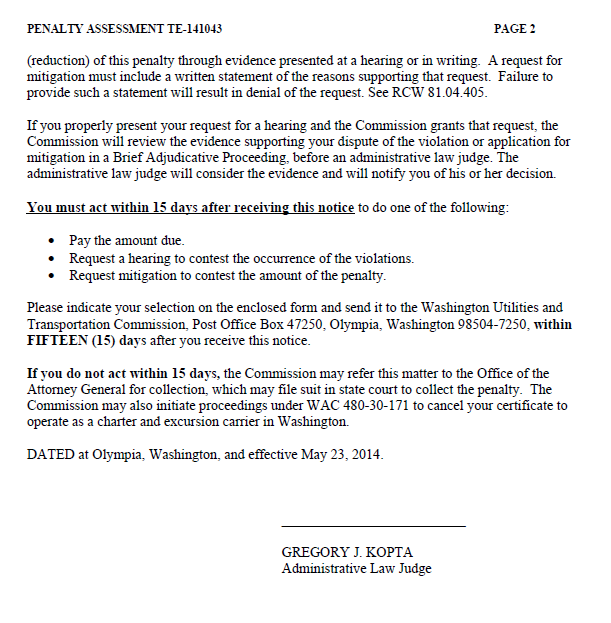 PENALTY ASSESSMENT TE-141043 PAGE 2
(reduction) of this penalty through evidence presented at a hearing or in writing.  A request for
mitigation must include a written statement of the reasons supporting that request.  Failure to
provide such a statement will result in denial of the request. See RCW 81.04.405.
If you properly present your request for a hearing and the Commission grants that request, the
Commission will review the evidence supporting your dispute of the violation or application for
mitigation in a Brief Adjudicative Proceeding, before an administrative law judge. The
administrative law judge will consider the evidence and will notify you of his or her decision.
You must act within 15 days after receiving this notice to do one of the following:
• Pay the amount due.
• Request a hearing to contest the occurrence of the violations.
• Request mitigation to contest the amount of the penalty.
Please indicate your selection on the enclosed form and send it to the Washington Utilities and
Transportation Commission, Post Office Box 47250, Olympia, Washington 98504-7250, within
FIFTEEN (15) days after you receive this notice.
If you do not act within 15 days, the Commission may refer this matter to the Office of the
Attorney General for collection, which may file suit in state court to collect the penalty.  The
Commission may also initiate proceedings under WAC 480-30-171 to cancel your certificate to
operate as a charter and excursion carrier in Washington.
DATED at Olympia, Washington, and effective May 23, 2014.
GREGORY J. KOPTA
Administrative Law Judge